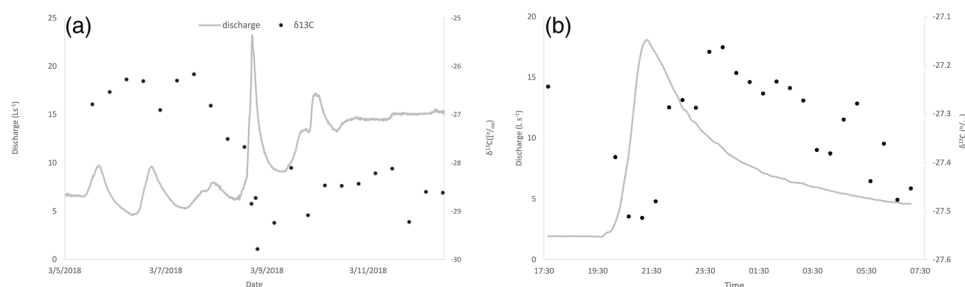 (a)
discharge δ13C
25
20
15
10
5
0
Discharge (Ls⁻¹)
-25
-26
-27
-28
-29
-30
δ¹³C(‰)
3/5/2018 3/7/2018 3/9/2018 3/11/2018
Date
(b)
20
15
10
5
0
Discharge (L s⁻¹)
-27.1
-27.2
-27.3
-27.4
-27.5
-27.6
17:30 19:30 21:30 23:30 01:30 03:30 05:30 07:30
Time